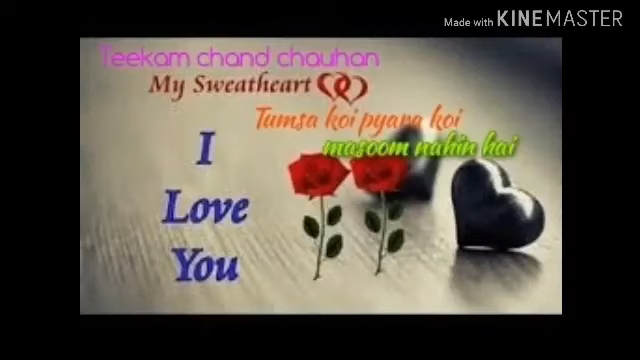 Made with KINEMASTER
Teekam chand chauhan
My Sweatheart
Tumsa koi pyara koi
masoom nahin hai
I
Love
You